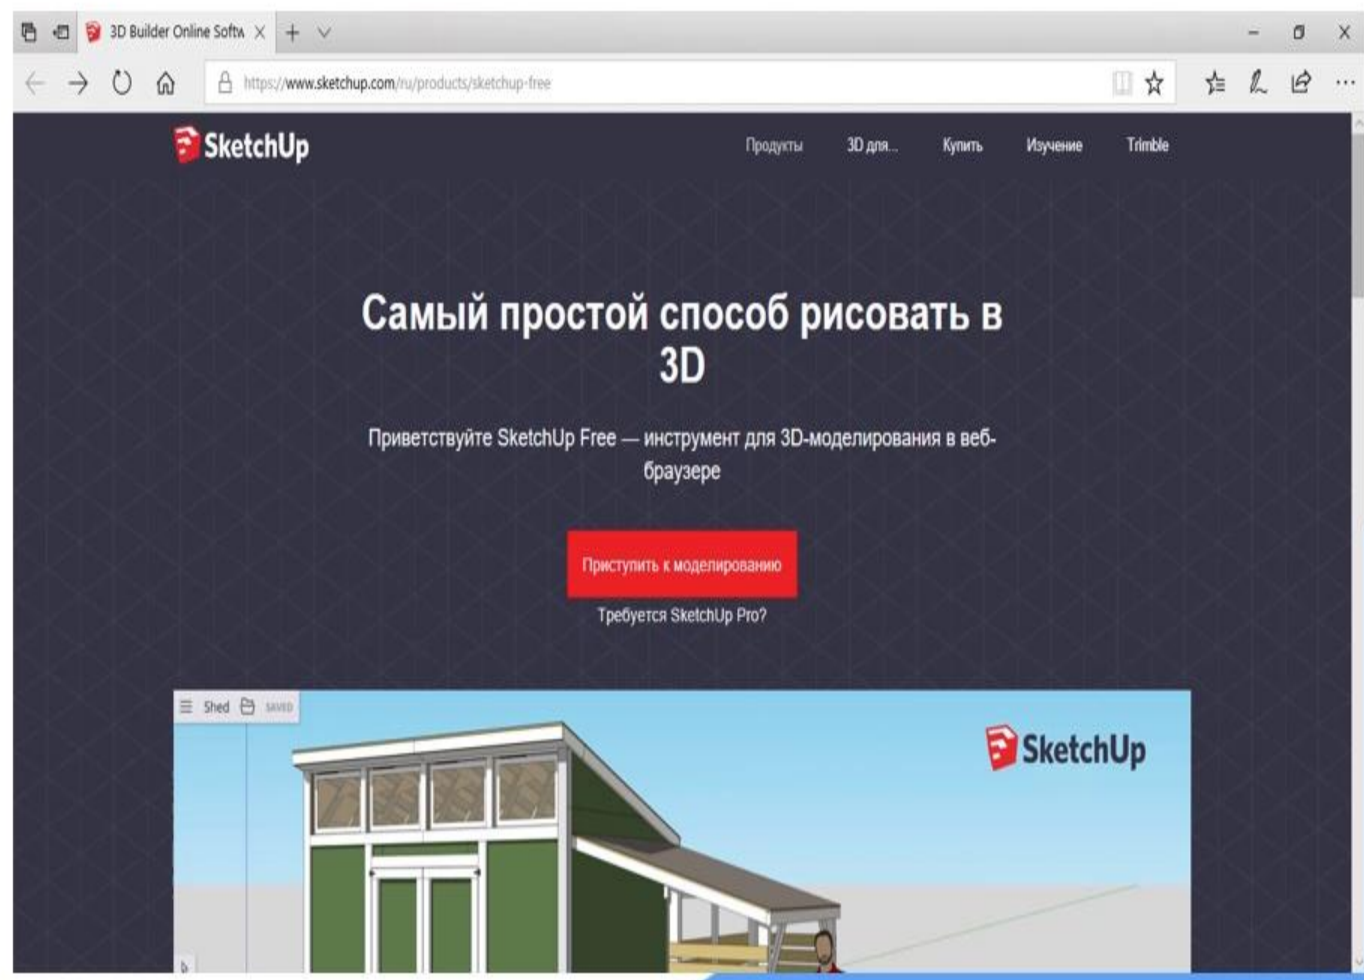 3D Builder Online Softw
https://www.sketchup.com/ru/products/sketchup-free
SketchUp
Продукты 3D для... Купить Изучение Trimble
Самый простой способ рисовать в
3D
Приветствуйте SketchUp Free — инструмент для 3D-моделирования в веб-
браузере
Приступить к моделированию
Требуется SketchUp Pro?
Shed SAVED
SketchUp